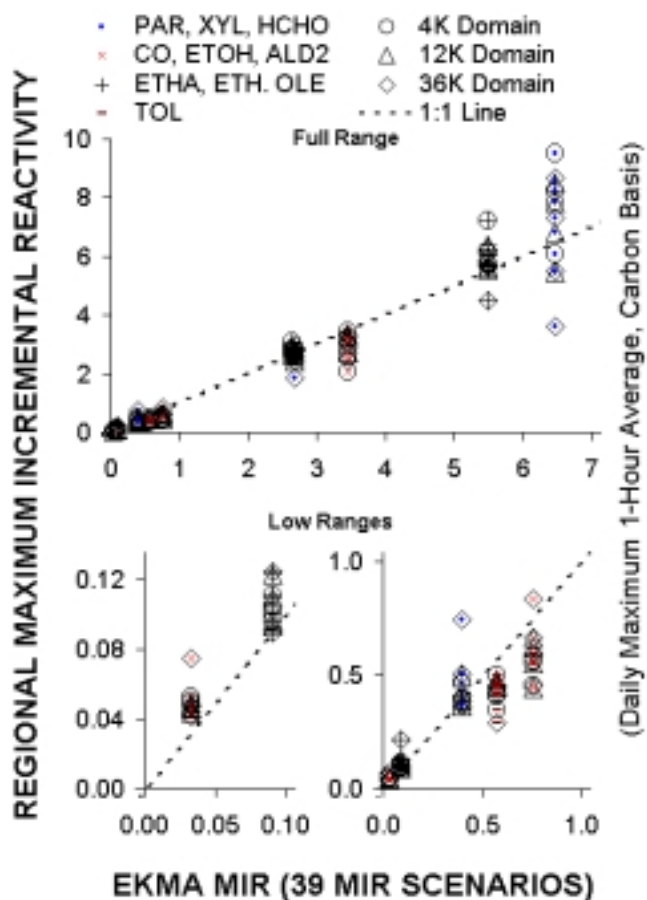 PAR, XYL, HCHO
4K Domain
CO, ETOH, ALD2
12K Domain
ETHA, ETH. OLE
36K Domain
TOL
1:1 Line
Full Range
REGIONAL MAXIMUM INCREMENTAL REACTIVITY
(Daily Maximum 1-Hour Average, Carbon Basis)
10
8
6
4
2
0
0 1 2 3 4 5 6 7
Low Ranges
0.12
0.08
0.04
0.00
0.00 0.05 0.10
1.0
0.5
0.0
0.0 0.5 1.0
EKMA MIR (39 MIR SCENARIOS)